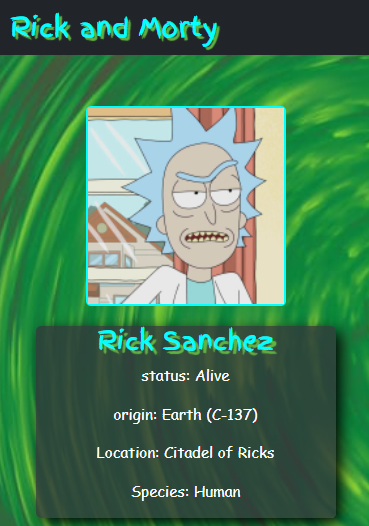 Rick and Morty
Rick Sanchez
status: Alive
origin: Earth (C-137)
Location: Citadel of Ricks
Species: Human